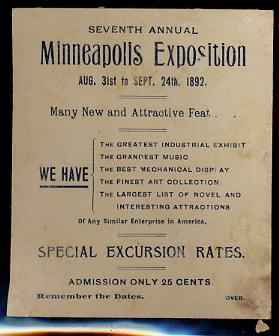 SEVENTH ANNUAL
Minneapolis Exposition
AUG. 31st to SEPT. 24th, 1892.
Many New and Attractive Feat
WE HAVE
THE GREATEST INDUSTRIAL EXHIBIT
THE GRANDEST MUSIC
THE BEST MECHANICAL DISPLAY
THE FINEST ART COLLECTION
THE LARGEST LIST OF NOVEL AND
INTERESTING ATTRACTIONS
Of Any Similar Enterprise in America.
SPECIAL EXCURSION RATES.
ADMISSION ONLY 25 CENTS.
Remember the Dates. OVER.